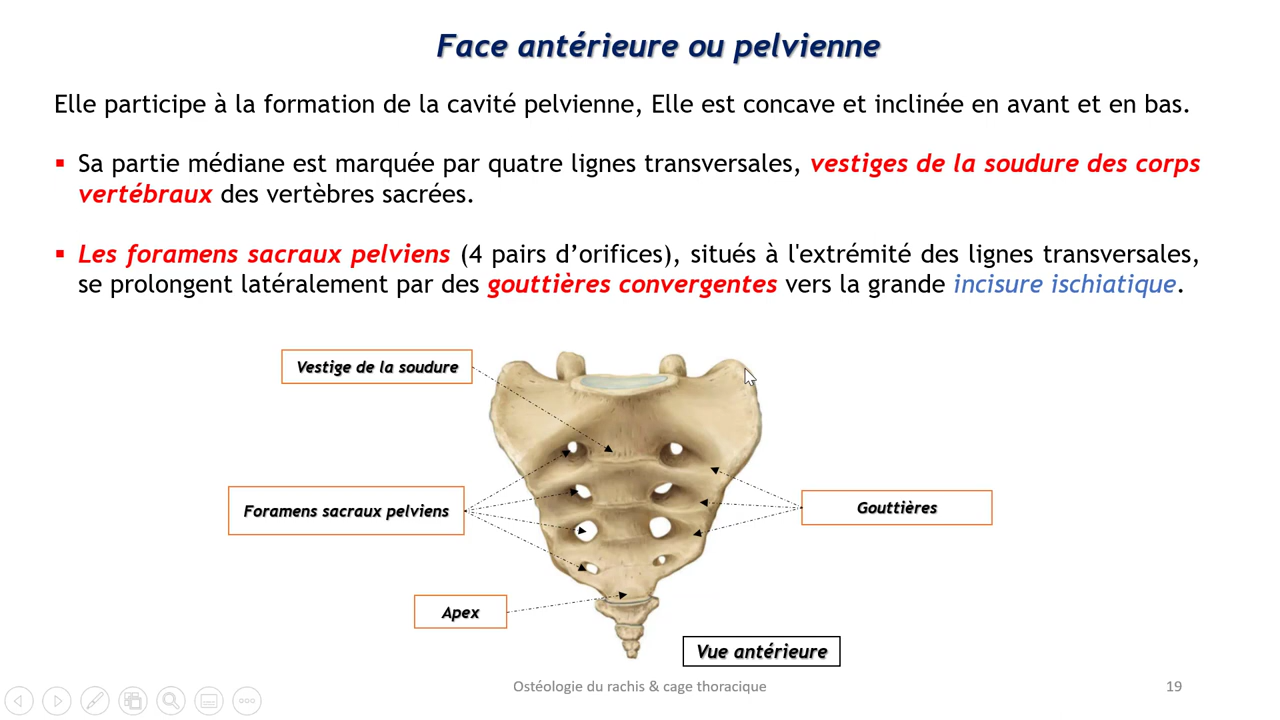 Face antérieure ou pelvienne
Elle participe à la formation de la cavité pelvienne, Elle est concave et inclinée en avant et en bas.
▪ Sa partie médiane est marquée par quatre lignes transversales, vestiges de la soudure des corps
vertébraux des vertèbres sacrées.
▪ Les foramens sacraux pelviens (4 pairs d’orifices), situés à l'extrémité des lignes transversales,
se prolongent latéralement par des gouttières convergentes vers la grande incisure ischiatique.
Vestige de la soudure
Foramens sacraux pelviens
Gouttières
Apex
Vue antérieure
Ostéologie du rachis & cage thoracique
19